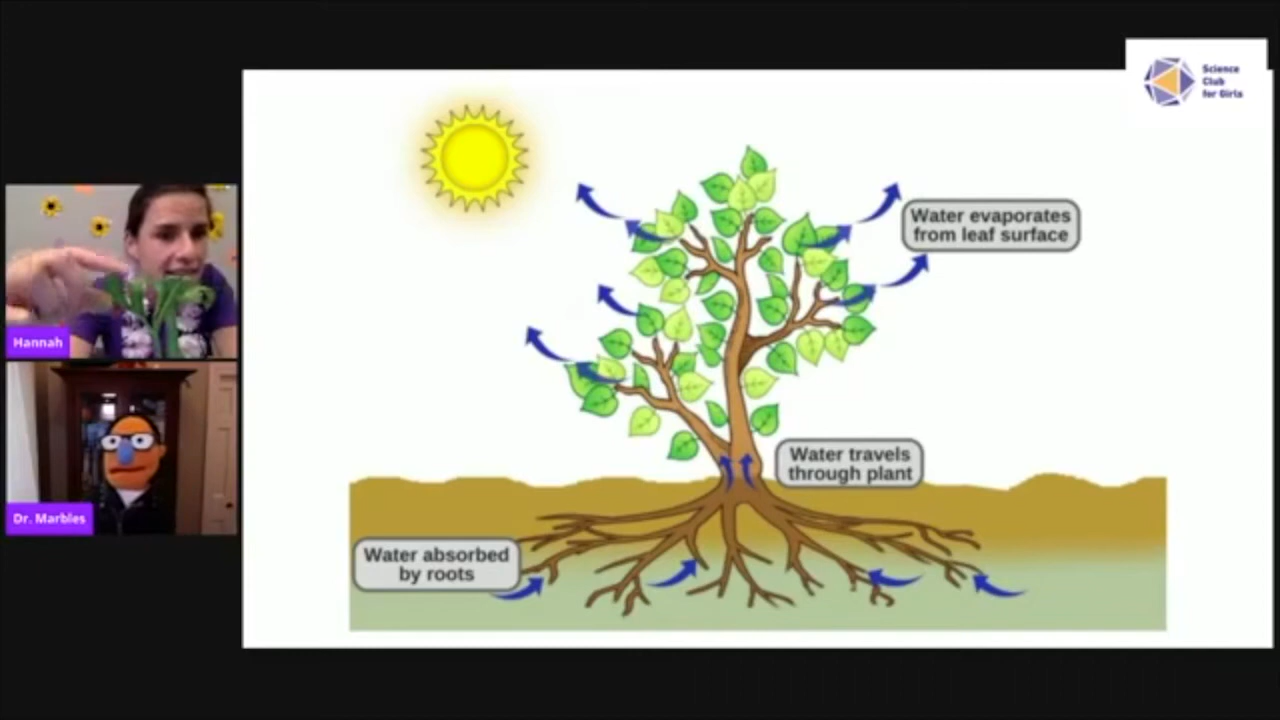 Science
Club
for Girls
Water evaporates
from leaf surface
Hannah
Water travels
through plant
Dr. Marbles
Water absorbed
by roots